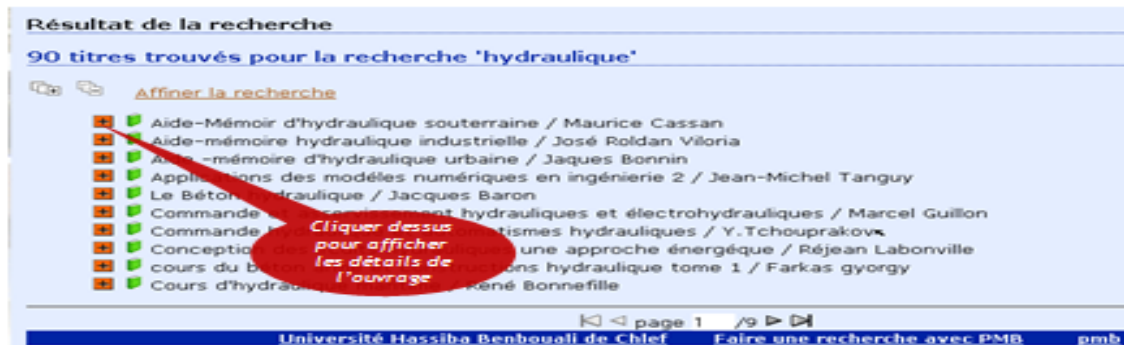 Résultat de la recherche
90 titres trouvés pour la recherche 'hydraulique'
Affiner la recherche
Aide-Mémoir d'hydraulique souterraine / Maurice Cassan
Aide-mémoire hydraulique industrielle / José Roldan Viloria
-mémoire d'hydraulique urbaine / Jaques Bonnin
des modéles numériques en ingénierie 2 / Jean-Michel Tanguy
Le Béton hydraulique / Jacques Baron
Commande hydrauliques et électrohydrauliques / Marcel Guillon
Commande hydrauliques / Y.Tchouprakov
Conception une approche énergéque / Réjean Labonville
cours du hydraulique tome 1 / Farkas gyorgy
Cours d'hydraulique / René Bonnefille
Cliquer dessus
pour afficher
les détails de
l'ouvrage
page 1 /9
Université Hassiba Benbouali de Chlef Faire une recherche avec PMB pmb